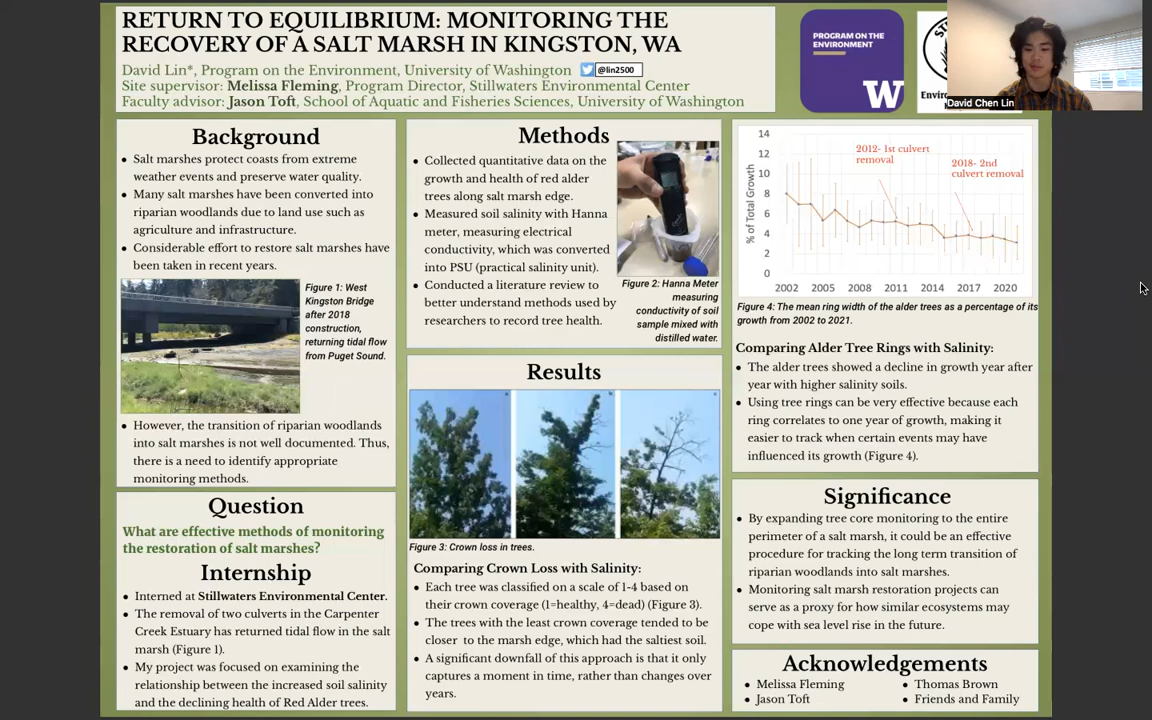 RETURN TO EQUILIBRIUM: MONITORING THE
RECOVERY OF A SALT MARSH IN KINGSTON, WA
David Lin*, Program on the Environment, University of Washington @lin2500
Site supervisor: Melissa Fleming, Program Director, Stillwaters Environmental Center
Faculty advisor: Jason Toft, School of Aquatic and Fisheries Sciences, University of Washington
PROGRAM ON THE
ENVIRONMENT
W
David Chen Lin
Background
• Salt marshes protect coasts from extreme
weather events and preserve water quality.
• Many salt marshes have been converted into
riparian woodlands due to land use such as
agriculture and infrastructure.
• Considerable effort to restore salt marshes have
been taken in recent years.
Figure 1: West
Kingston Bridge
after 2018
construction,
returning tidal flow
from Puget Sound.
• However, the transition of riparian woodlands
into salt marshes is not well documented. Thus,
there is a need to identify appropriate
monitoring methods.
Question
What are effective methods of monitoring
the restoration of salt marshes?
Internship
• Interned at Stillwaters Environmental Center.
• The removal of two culverts in the Carpenter
Creek Estuary has returned tidal flow in the salt
marsh (Figure 1).
• My project was focused on examining the
relationship between the increased soil salinity
and the declining health of Red Alder trees.
Methods
• Collected quantitative data on the
growth and health of red alder
trees along salt marsh edge.
• Measured soil salinity with Hanna
meter, measuring electrical
conductivity, which was converted
into PSU (practical salinity unit).
• Conducted a literature review to
better understand methods used by
researchers to record tree health.
Figure 2: Hanna Meter
measuring
conductivity of soil
sample mixed with
distilled water.
Results
Figure 3: Crown loss in trees.
Comparing Crown Loss with Salinity:
• Each tree was classified on a scale of 1-4 based on
their crown coverage (1=healthy, 4=dead) (Figure 3).
• The trees with the least crown coverage tended to be
closer to the marsh edge, which had the saltiest soil.
• A significant downfall of this approach is that it only
captures a moment in time, rather than changes over
years.
% of Total Growth
14
12
10
8
6
4
2
0
2002 2005 2008 2011 2014 2017 2020
2012- 1st culvert
removal
2018- 2nd
culvert removal
Figure 4: The mean ring width of the alder trees as a percentage of its
growth from 2002 to 2021.
Comparing Alder Tree Rings with Salinity:
• The alder trees showed a decline in growth year after
year with higher salinity soils.
• Using tree rings can be very effective because each
ring correlates to one year of growth, making it
easier to track when certain events may have
influenced its growth (Figure 4).
Significance
• By expanding tree core monitoring to the entire
perimeter of a salt marsh, it could be an effective
procedure for tracking the long term transition of
riparian woodlands into salt marshes.
• Monitoring salt marsh restoration projects can
serve as a proxy for how similar ecosystems may
cope with sea level rise in the future.
Acknowledgements
• Melissa Fleming • Thomas Brown
• Jason Toft • Friends and Family